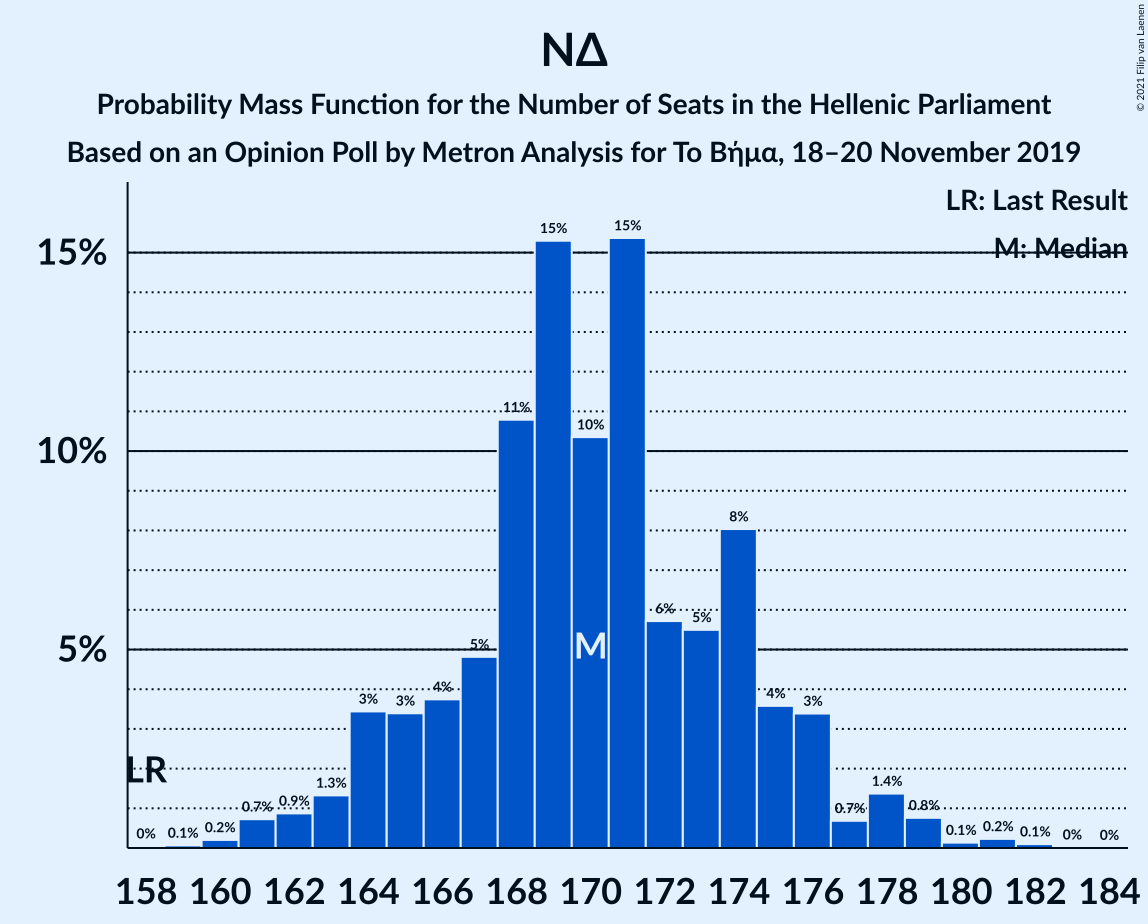 ΝΔ
Probability Mass Function for the Number of Seats in the Hellenic Parliament
Based on an Opinion Poll by Metron Analysis for Το Βήμα, 18–20 November 2019
© 2021 Filip van Laenen
LR: Last Result
M: Median
15%
10%
5%
0% 0.1% 0.2% 0.7% 0.9% 1.3% 3% 3% 4% 5% 11% 15% 10% 15% 6% 5% 8% 4% 3% 0.7% 1.4% 0.8% 0.1% 0.2% 0.1% 0% 0%
LR
M
158 160 162 164 166 168 170 172 174 176 178 180 182 184